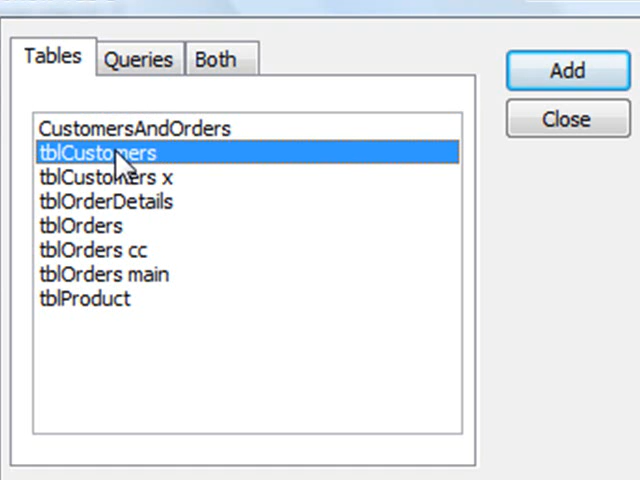 Tables Queries Both
Add
Close
CustomersAndOrders
tblCustomers
tblCustomers x
tblOrderDetails
tblOrders
tblOrders cc
tblOrders main
tblProduct